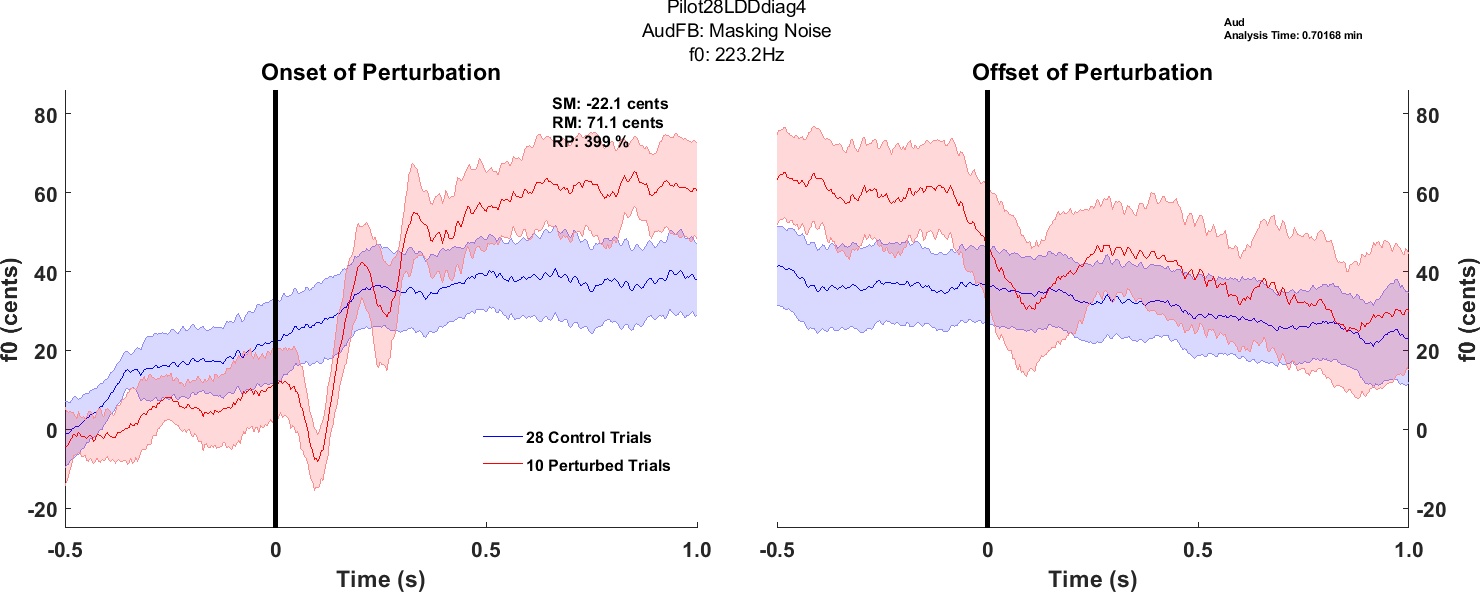 Pilot28LDDdiag4
AudFB: Masking Noise
f0: 223.2Hz
Aud
Analysis Time: 0.70168 min
Onset of Perturbation
SM: -22.1 cents
RM: 71.1 cents
RP: 399 %
80
60
40
20
0
-20
f0 (cents)
28 Control Trials
10 Perturbed Trials
-0.5 0 0.5 1.0
Time (s)
Offset of Perturbation
80
60
40
20
0
-20
f0 (cents)
-0.5 0 0.5 1.0
Time (s)